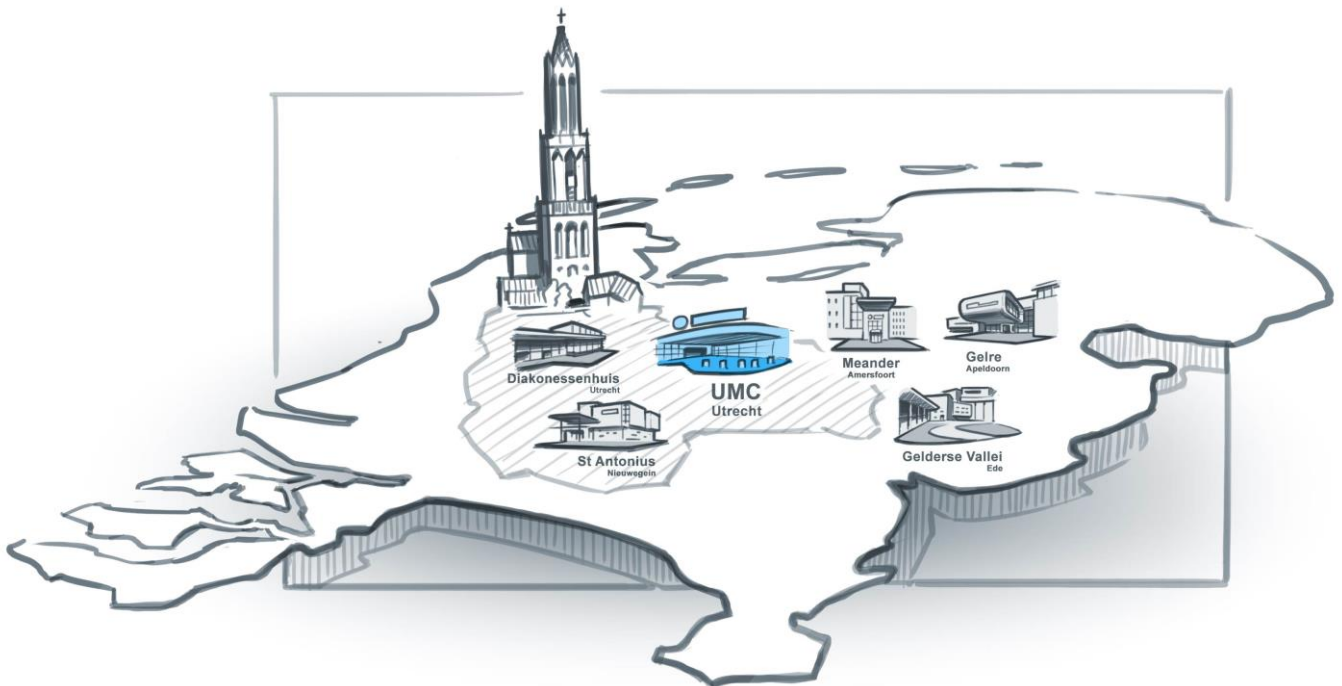 Diakonessenhuis
Utrecht
UMC
Utrecht
Meander
Amersfoort
Gelre
Apeldoorn
St Antonius
Nieuwegein
Gelderse Vallei
Ede